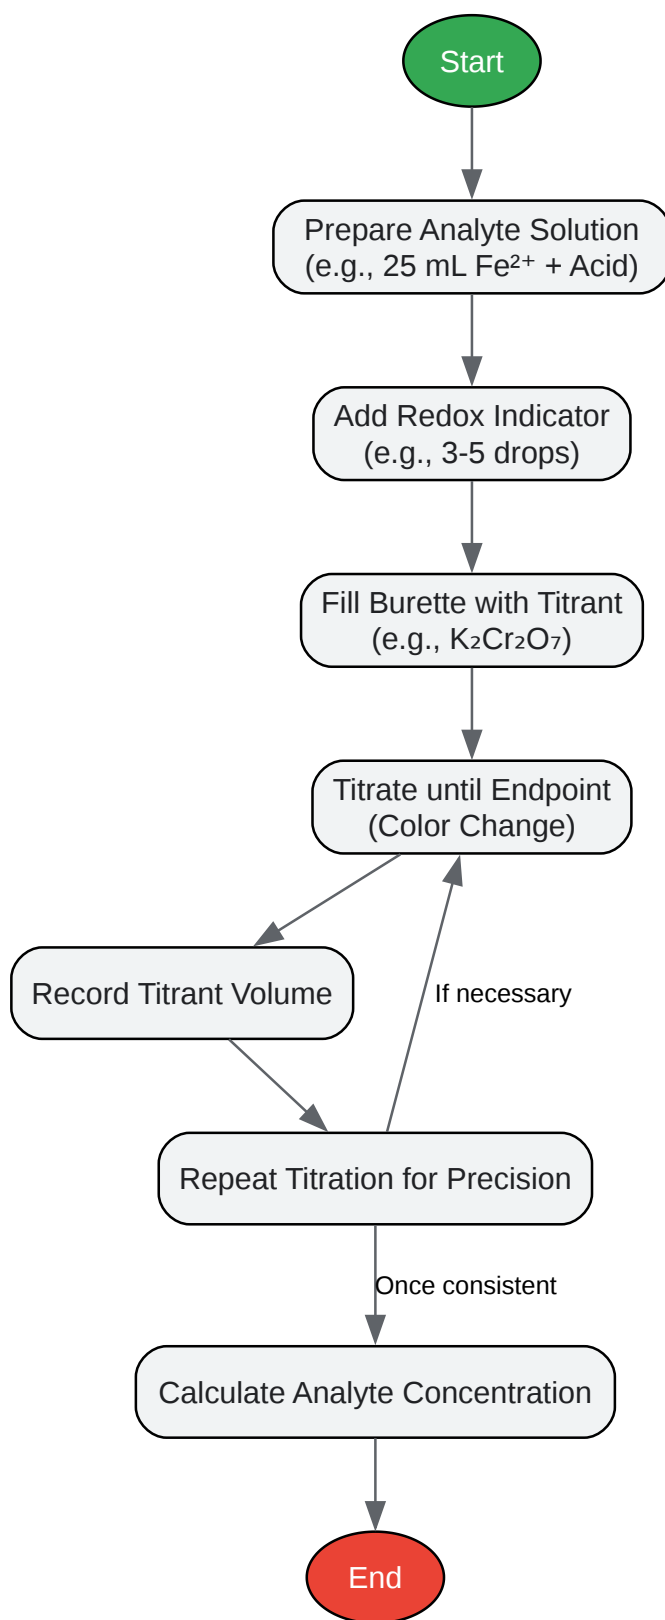 Start
Prepare Analyte Solution
(e.g., 25 mL Fe²⁺ + Acid)
Add Redox Indicator
(e.g., 3-5 drops)
Fill Burette with Titrant
(e.g., K₂Cr₂O₇)
Titrate until Endpoint
(Color Change)
Record Titrant Volume
If necessary
Repeat Titration for Precision
Once consistent
Calculate Analyte Concentration
End